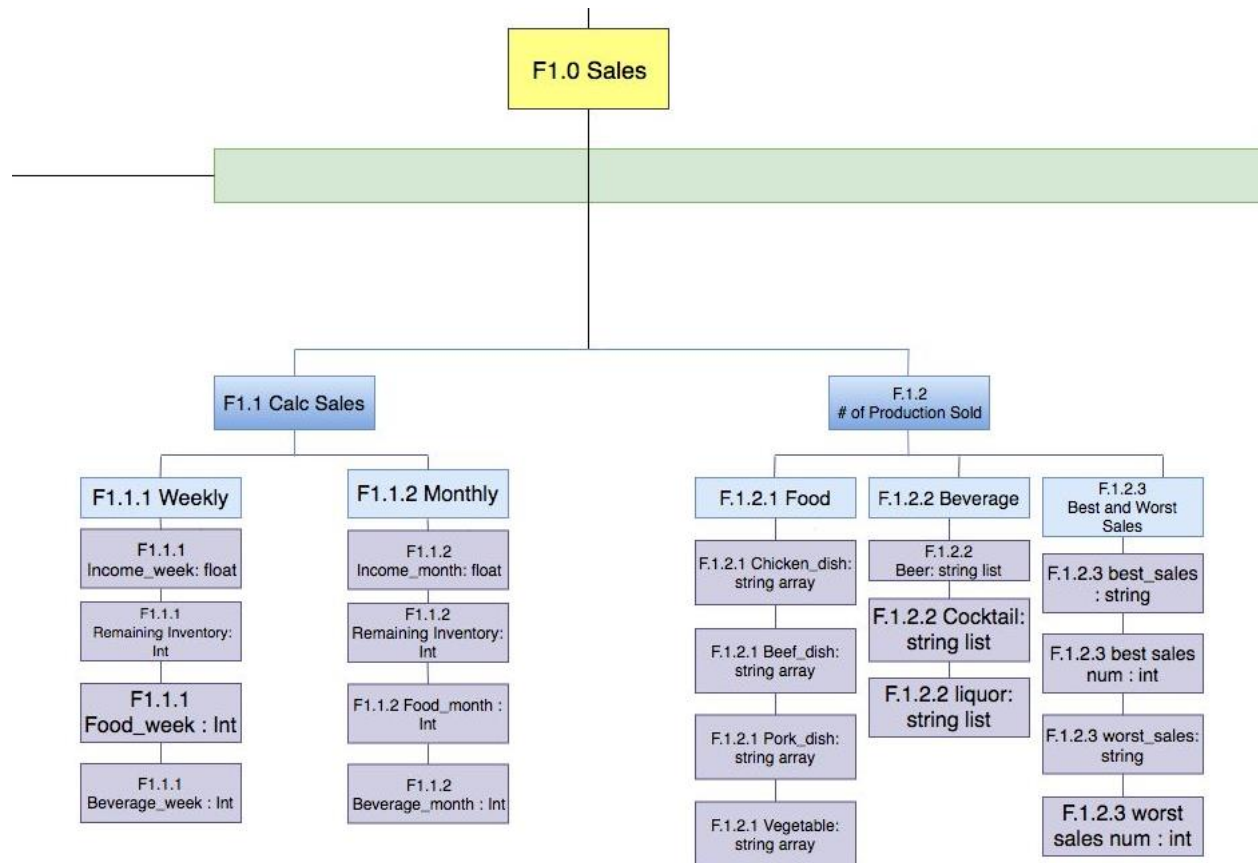 F1.0 Sales
F1.1 Calc Sales
F.1.2
# of Production Sold
F1.1.1 Weekly
F1.1.1
Income_week: float
F1.1.1
Remaining Inventory:
Int
F1.1.1
Food_week : Int
F1.1.1
Beverage_week : Int
F1.1.2 Monthly
F1.1.2
Income_month: float
F1.1.2
Remaining Inventory:
Int
F1.1.2 Food_month :
Int
F1.1.2
Beverage_month : Int
F.1.2.1 Food
F.1.2.1 Chicken_dish:
string array
F.1.2.1 Beef_dish:
string array
F.1.2.1 Pork_dish:
string array
F.1.2.1 Vegetable:
string array
F.1.2.2 Beverage
F.1.2.2
Beer: string list
F.1.2.2 Cocktail:
string list
F.1.2.2 liquor:
string list
F.1.2.3
Best and Worst
Sales
F.1.2.3 best_sales
: string
F.1.2.3 best sales
num : int
F.1.2.3 worst_sales:
string
F.1.2.3 worst
sales num : int